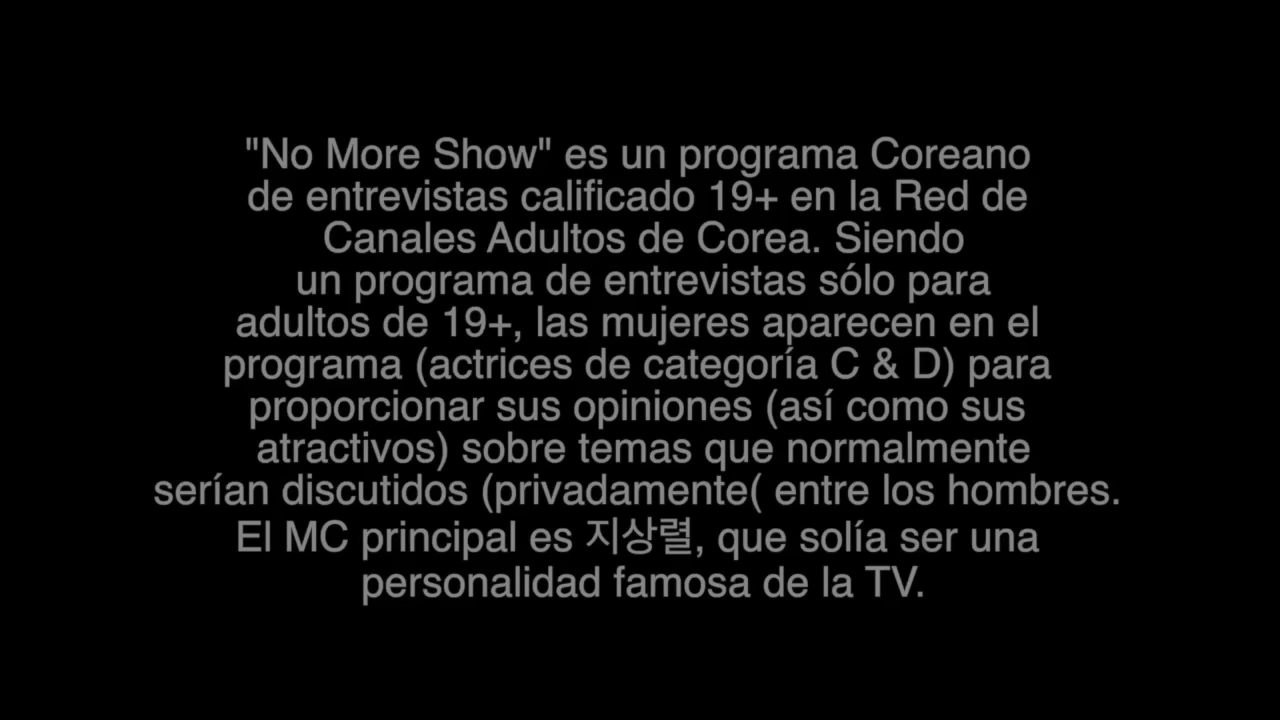 "No More Show" es un programa Coreano
de entrevistas calificado 19+ en la Red de
Canales Adultos de Corea. Siendo
un programa de entrevistas sólo para
adultos de 19+, las mujeres aparecen en el
programa (actrices de categoría C & D) para
proporcionar sus opiniones (así como sus
atractivos) sobre temas que normalmente
serían discutidos (privadamente( entre los hombres.
El MC principal es 지상렬, que solía ser una
personalidad famosa de la TV.